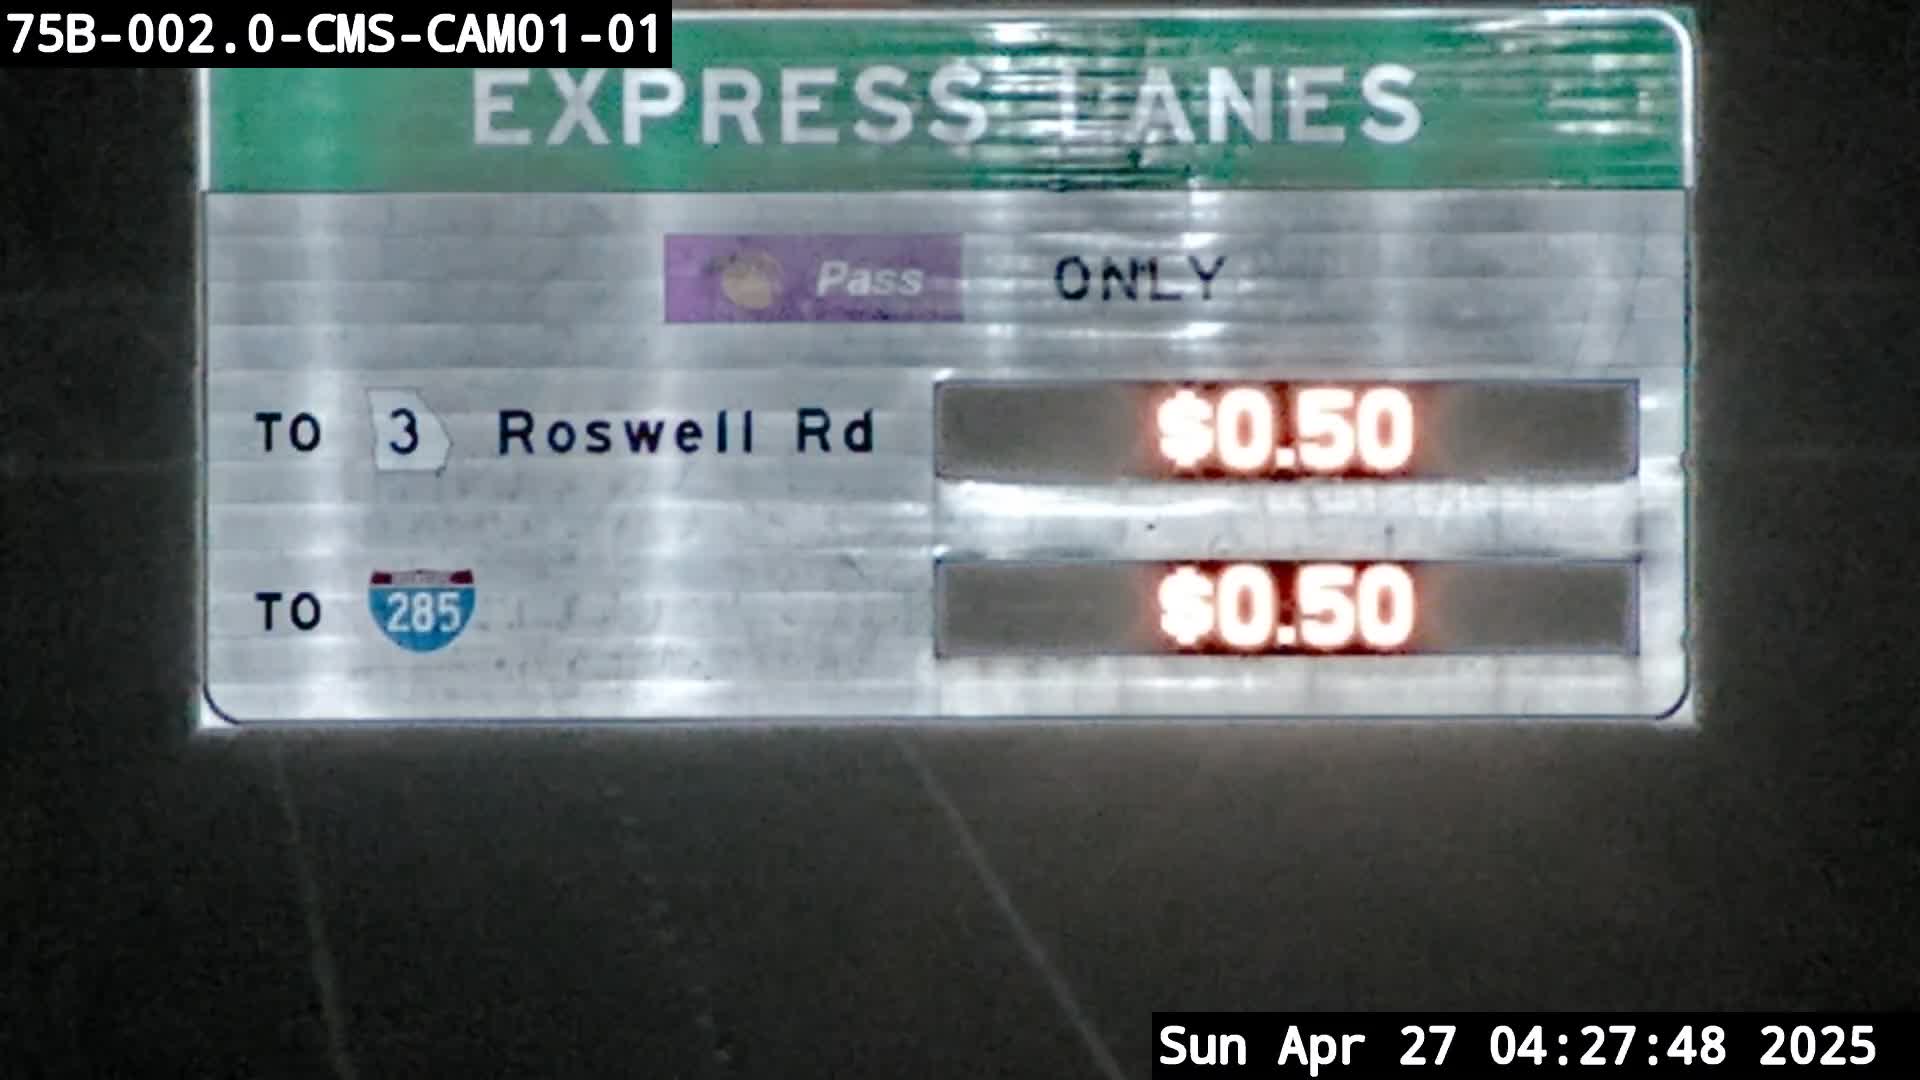 75B-002.0-CMS-CAM01-01
EXPRESS LANES
Pass ONLY
TO 3 Roswell Rd $0.50
TO 285 $0.50
Sun Apr 27 04:27:48 2025